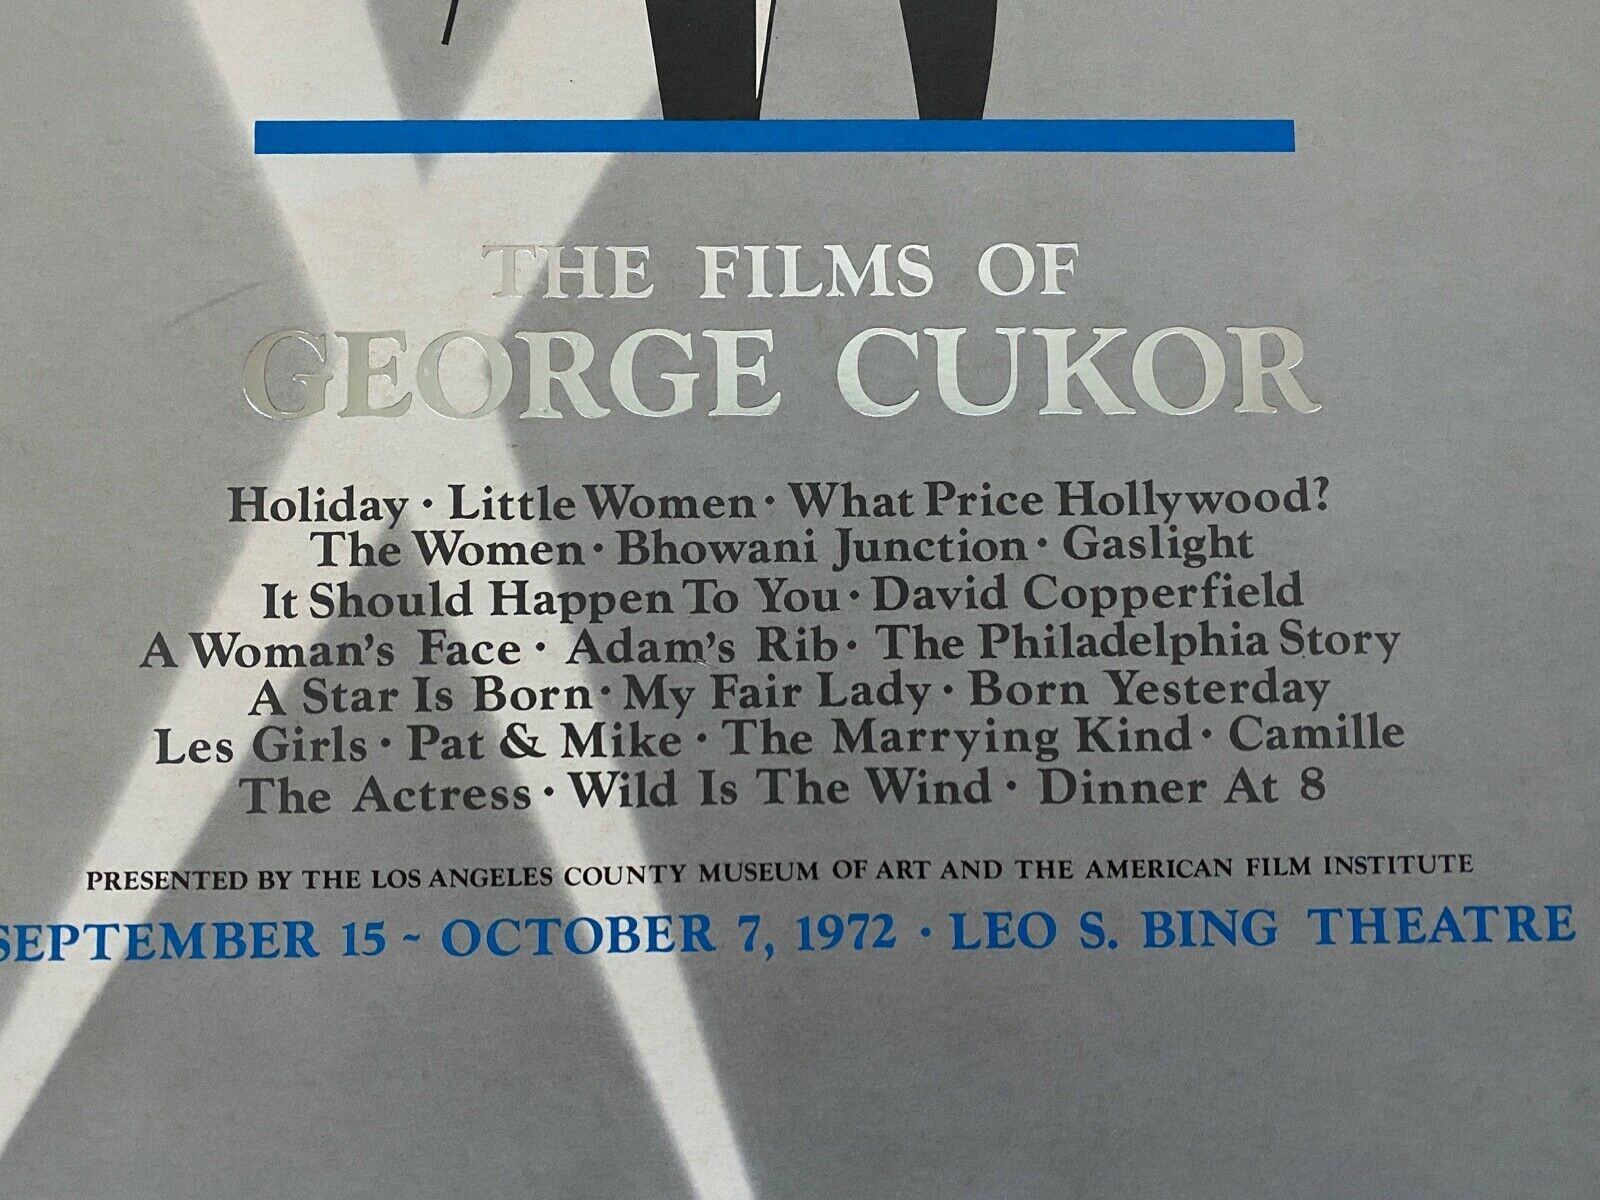 THE FILMS OF
GEORGE CUKOR
Holiday · Little Women · What Price Hollywood?
The Women · Bhowani Junction · Gaslight
It Should Happen To You · David Copperfield
A Woman's Face · Adam's Rib · The Philadelphia Story
A Star Is Born · My Fair Lady · Born Yesterday
Les Girls · Pat & Mike · The Marrying Kind · Camille
The Actress · Wild Is The Wind · Dinner At 8
PRESENTED BY THE LOS ANGELES COUNTY MUSEUM OF ART AND THE AMERICAN FILM INSTITUTE
SEPTEMBER 15 ~ OCTOBER 7, 1972 · LEO S. BING THEATRE